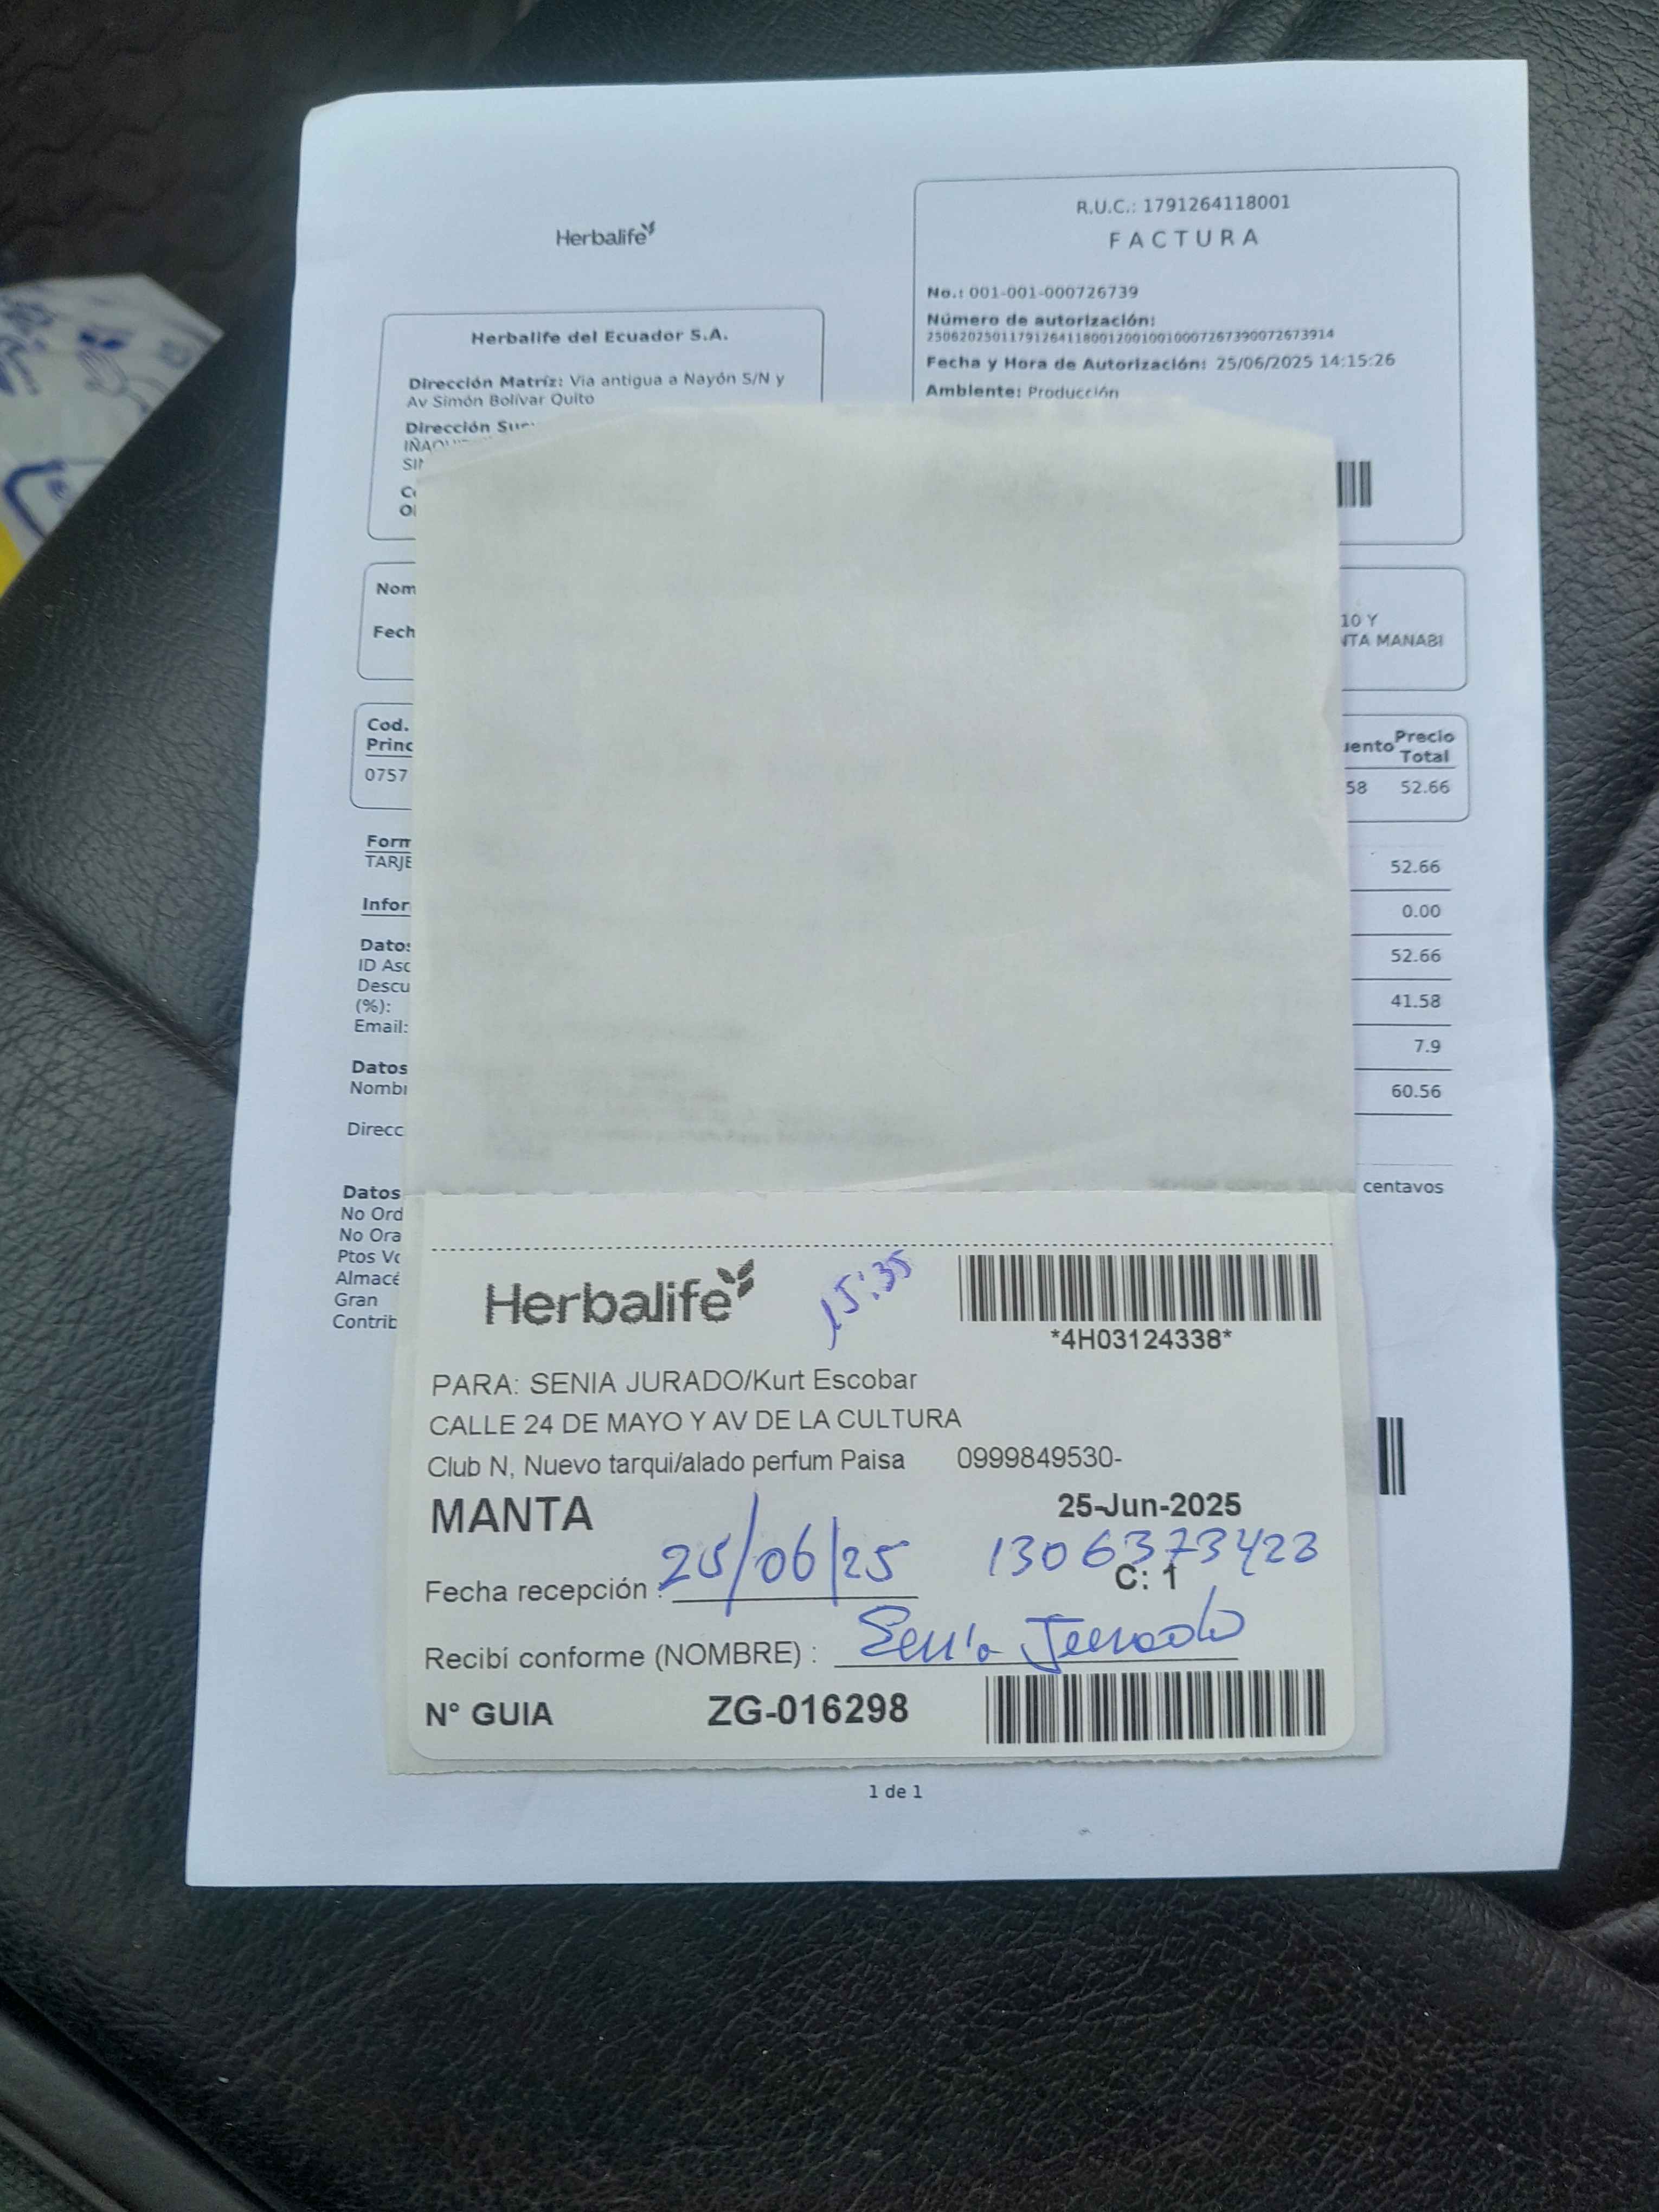 Herbalife
R.U.C.: 1791264118001
FACTURA
No.: 001-001-000726739
Número de autorización:
2506202501179126411800120010010007267390072673914
Fecha y Hora de Autorización: 25/06/2025 14:15:26
Ambiente: Producción
Herbalife del Ecuador S.A.
Dirección Matríz: Via antigua a Nayón S/N y
Av Simón Bolívar Quito
Dirección
Nom
Fech
10 Y
NTA MANABI
Cod.
Princ
0757
uento Precio
Total
58 52.66
Form
TARJE
52.66
Infor
0.00
Datos
ID Asc
52.66
Descu
(%):
41.58
Email:
7.9
Datos
Nombr
60.56
Direcc
Datos
centavos
No Ord
No Ora
Ptos Vo
Almacé
Gran
Contrib
Herbalife
15:35
*4H03124338*
PARA: SENIA JURADO/Kurt Escobar
CALLE 24 DE MAYO Y AV DE LA CULTURA
Club N, Nuevo tarqui/alado perfum Paisa 0999849530-
MANTA 25-Jun-2025
1306373423
C: 1
Fecha recepción : 25/06/25
Recibí conforme (NOMBRE) : Senia Jurado
N° GUIA ZG-016298
1 de 1